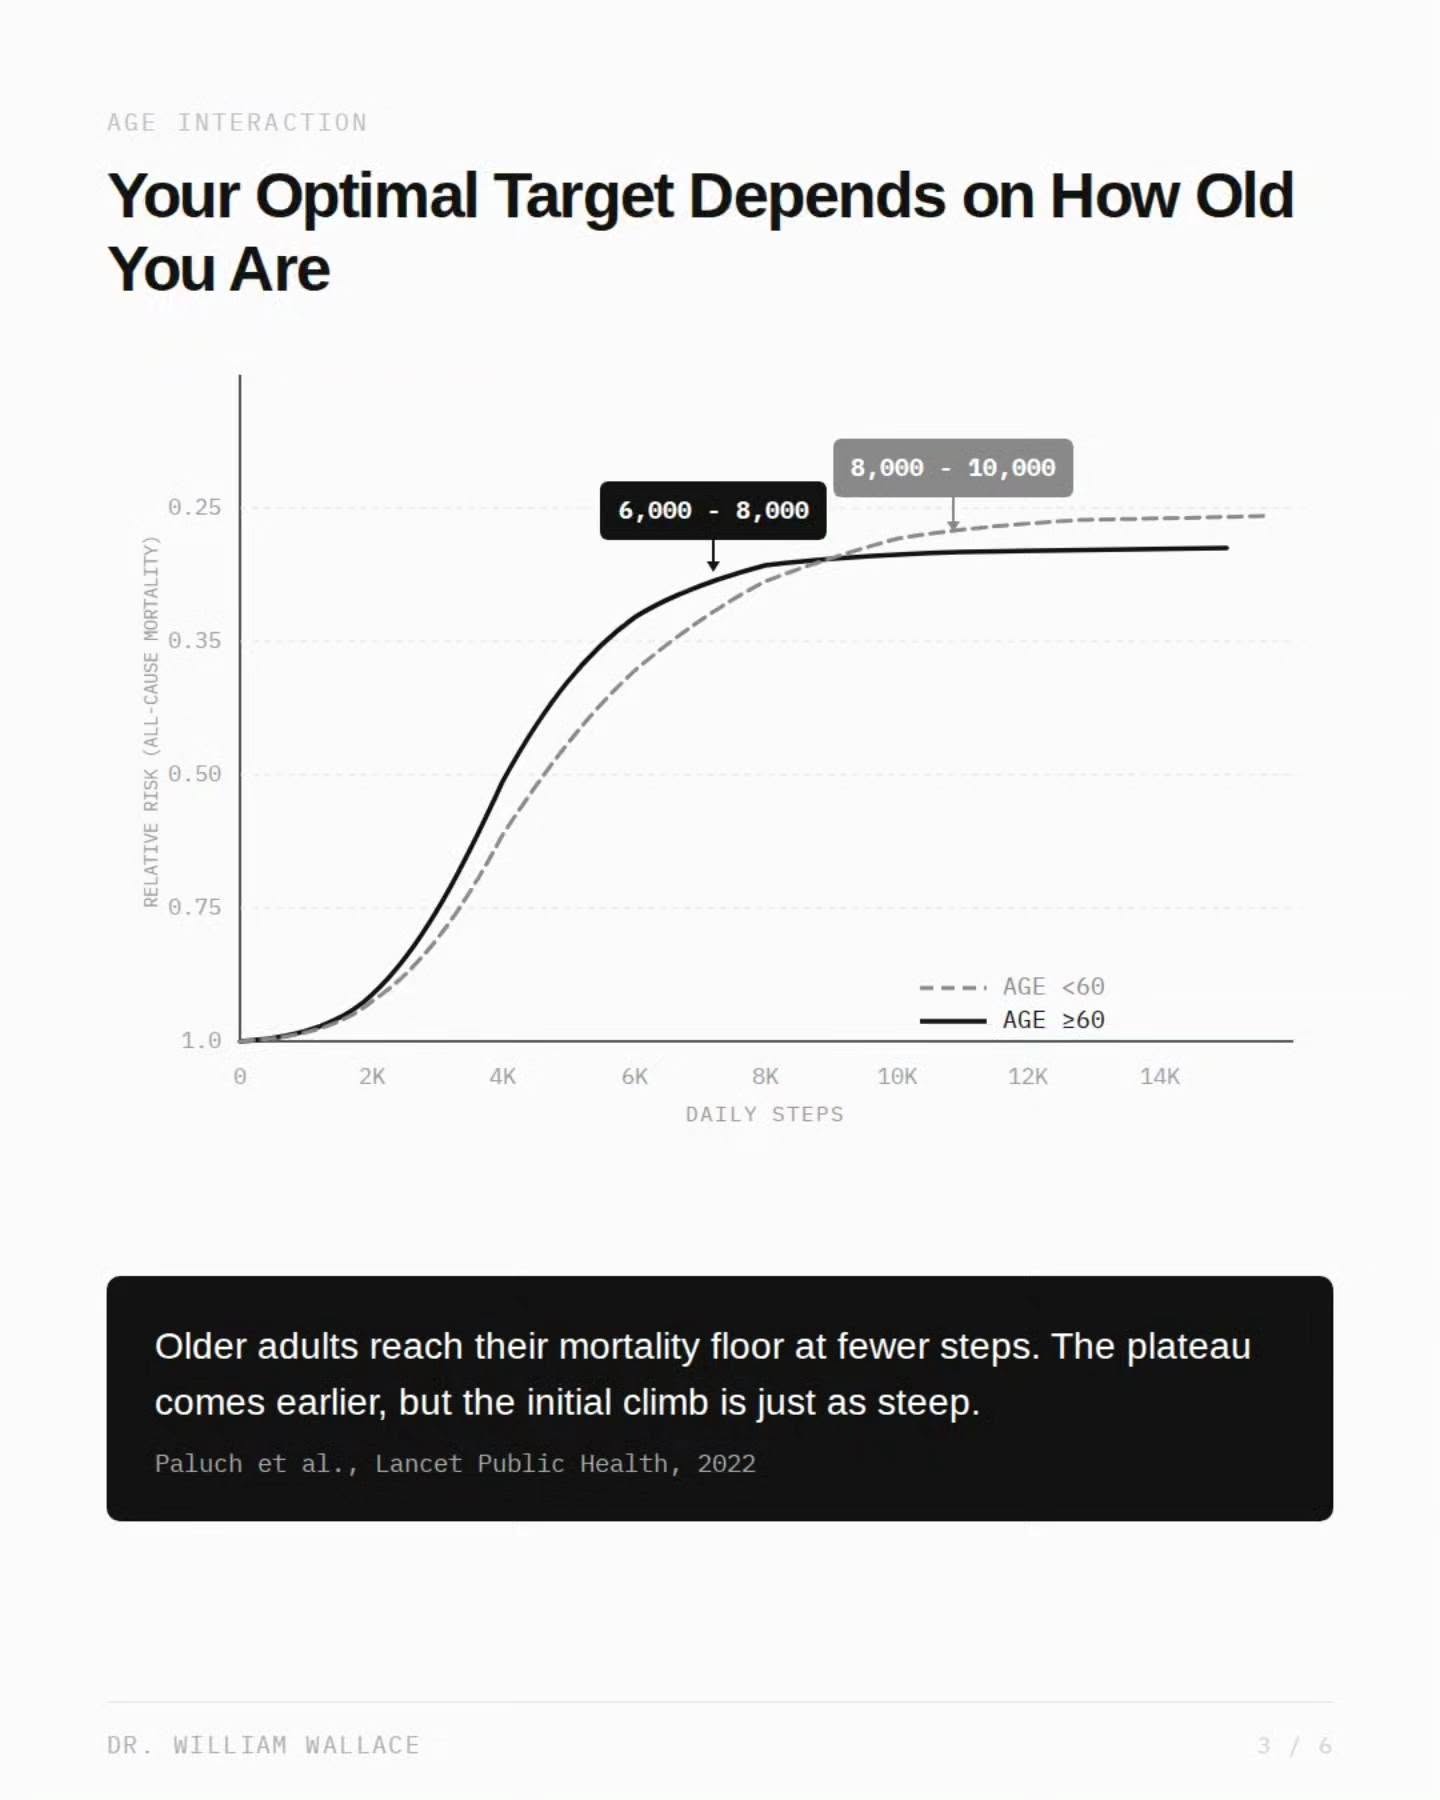 AGE INTERACTION
Your Optimal Target Depends on How Old
You Are
8,000 - 10,000
6,000 - 8,000
RELATIVE RISK (ALL-CAUSE MORTALITY)
0.25
0.35
0.50
0.75
1.0
AGE <60
AGE ≥60
0 2K 4K 6K 8K 10K 12K 14K
DAILY STEPS
Older adults reach their mortality floor at fewer steps. The plateau
comes earlier, but the initial climb is just as steep.
Paluch et al., Lancet Public Health, 2022
DR. WILLIAM WALLACE
3 / 6